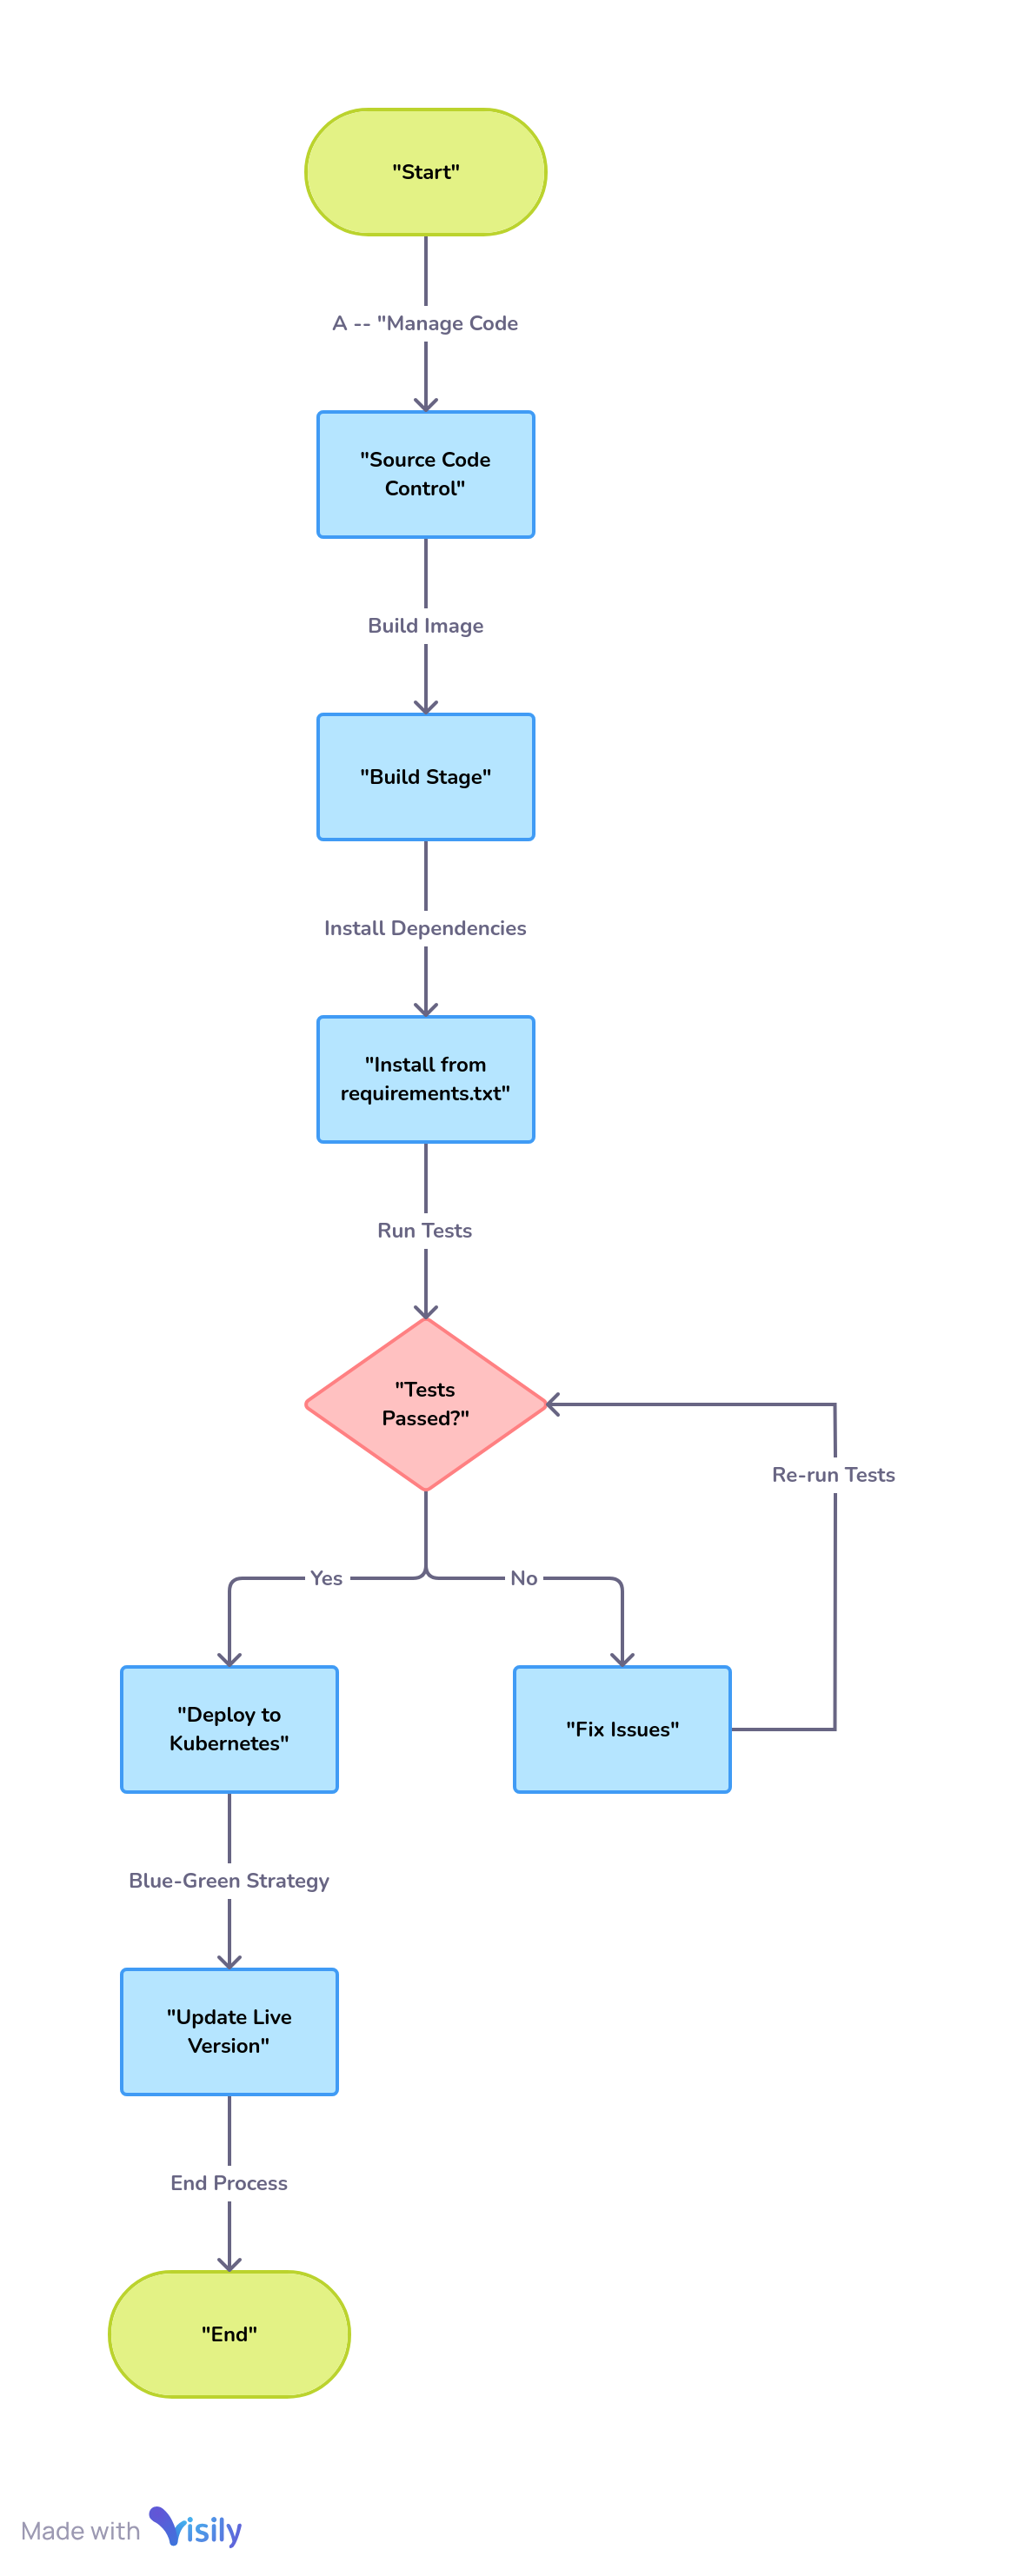 "Start"
A -- "Manage Code
"Source Code
Control"
Build Image
"Build Stage"
Install Dependencies
"Install from
requirements.txt"
Run Tests
"Tests
Passed?"
Re-run Tests
Yes
No
"Deploy to
Kubernetes"
"Fix Issues"
Blue-Green Strategy
"Update Live
Version"
End Process
"End"
Made with Visily